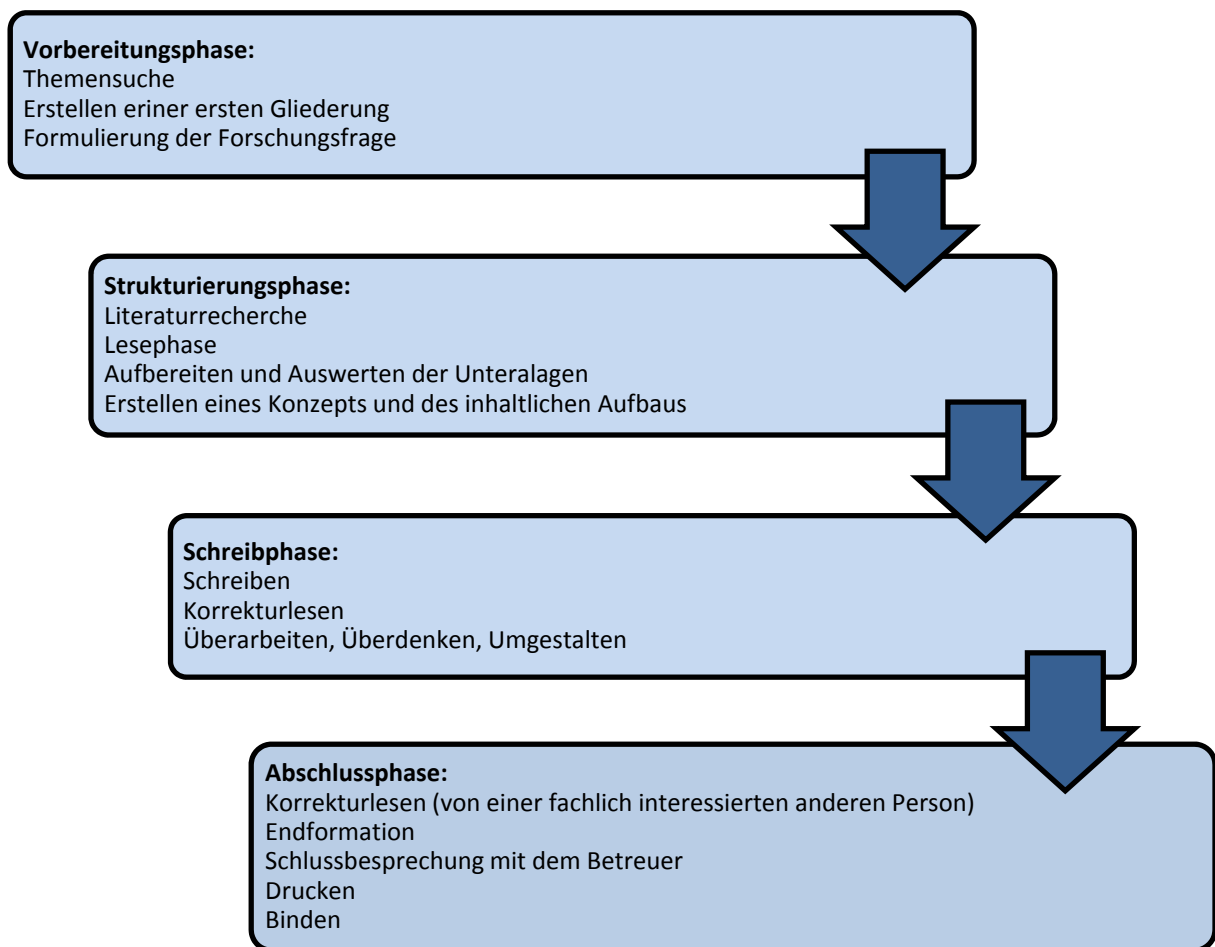 Vorbereitungsphase:
Themensuche
Erstellen eriner ersten Gliederung
Formulierung der Forschungsfrage
Strukturierungsphase:
Literaturrecherche
Lesephase
Aufbereiten und Auswerten der Unteralagen
Erstellen eines Konzepts und des inhaltlichen Aufbaus
Schreibphase:
Schreiben
Korrekturlesen
Überarbeiten, Überdenken, Umgestalten
Abschlussphase:
Korrekturlesen (von einer fachlich interessierten anderen Person)
Endformation
Schlussbesprechung mit dem Betreuer
Drucken
Binden